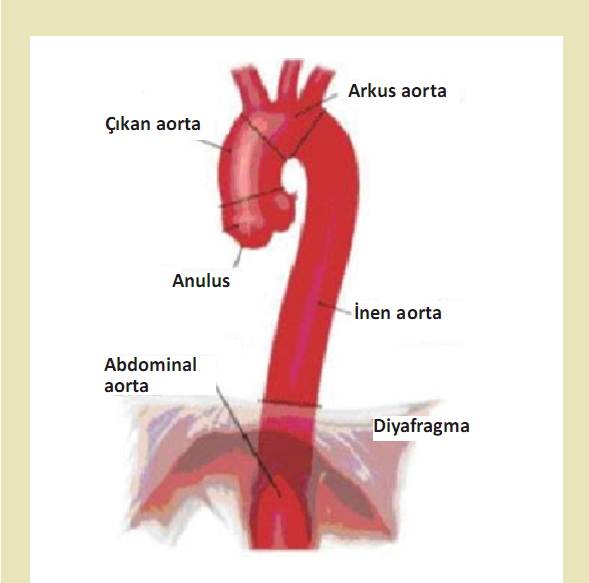 Arkus aorta
Çıkan aorta
Anulus
İnen aorta
Abdominal
aorta
Diyafragma